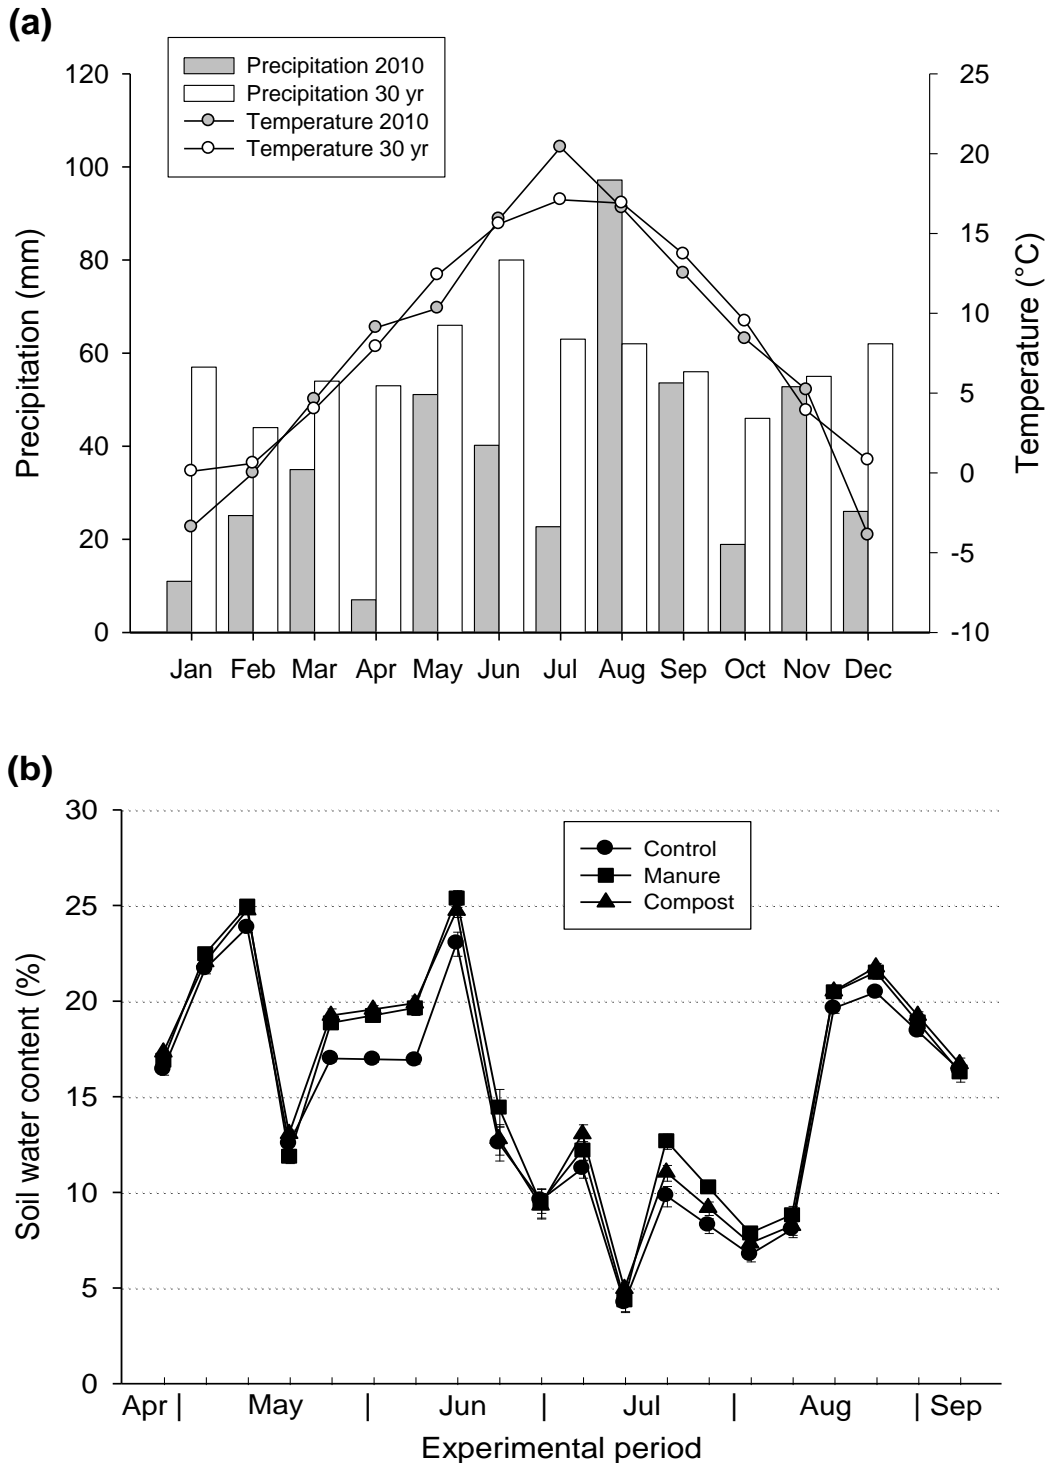 (a)
Precipitation 2010
Precipitation 30 yr
Temperature 2010
Temperature 30 yr
120
100
80
60
40
20
0
Precipitation (mm)
25
20
15
10
5
0
-5
-10
Temperature (°C)
Jan Feb Mar Apr May Jun Jul Aug Sep Oct Nov Dec
(b)
Control
Manure
Compost
30
25
20
15
10
5
0
Soil water content (%)
Apr | May | Jun | Jul | Aug | Sep
Experimental period